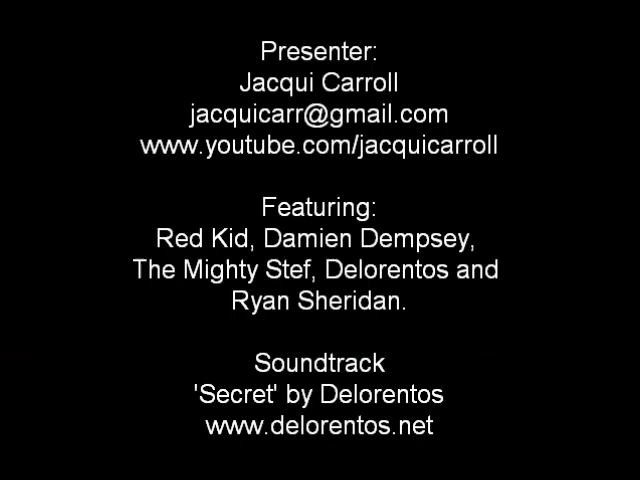 Presenter:
Jacqui Carroll
jacquicarr@gmail.com
www.youtube.com/jacquicarroll
Featuring:
Red Kid, Damien Dempsey,
The Mighty Stef, Delorentos and
Ryan Sheridan.
Soundtrack
'Secret' by Delorentos
www.delorentos.net